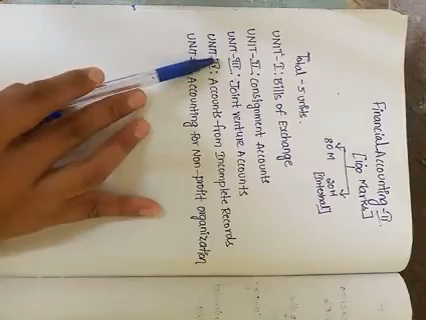 Financial Accounting-II.
[100 Marks]
80 M
20 M
[Internal]
Total - 5 units.
UNIT-I: Bills of Exchange
UNIT-II: Consignment Accounts
UNIT-III: Joint venture Accounts
UNIT-IV: Accounts from Incomplete Records
UNIT- Accounting for Non-profit organization